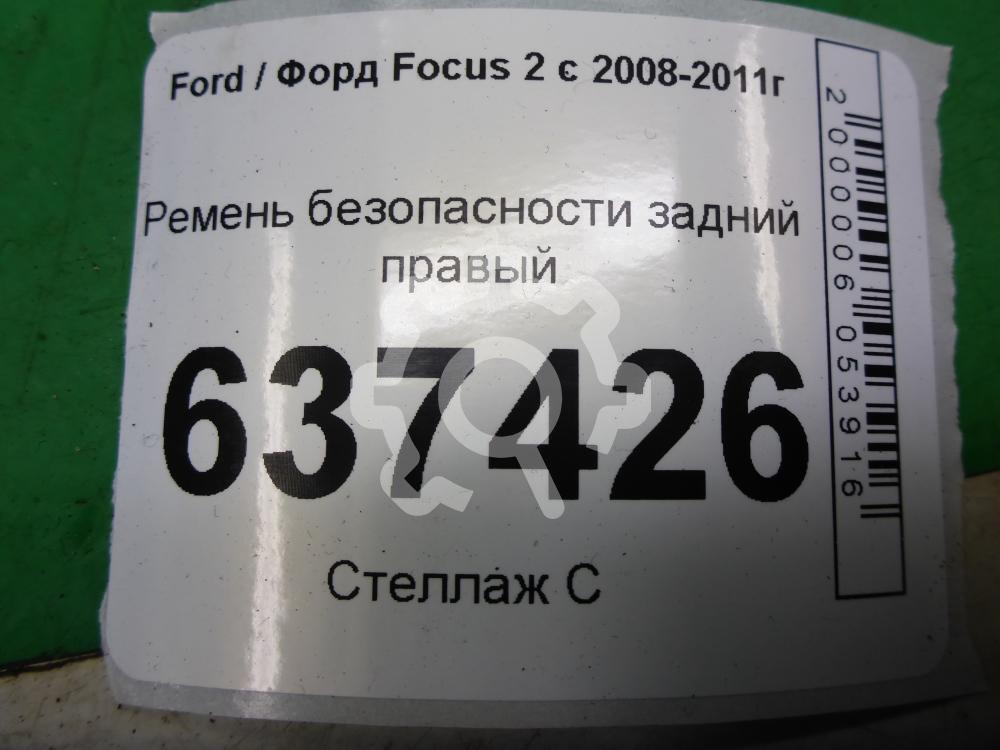 Ford / Форд Focus 2 с 2008-2011г
Ремень безопасности задний
правый
637426
Стеллаж С
2000006053916